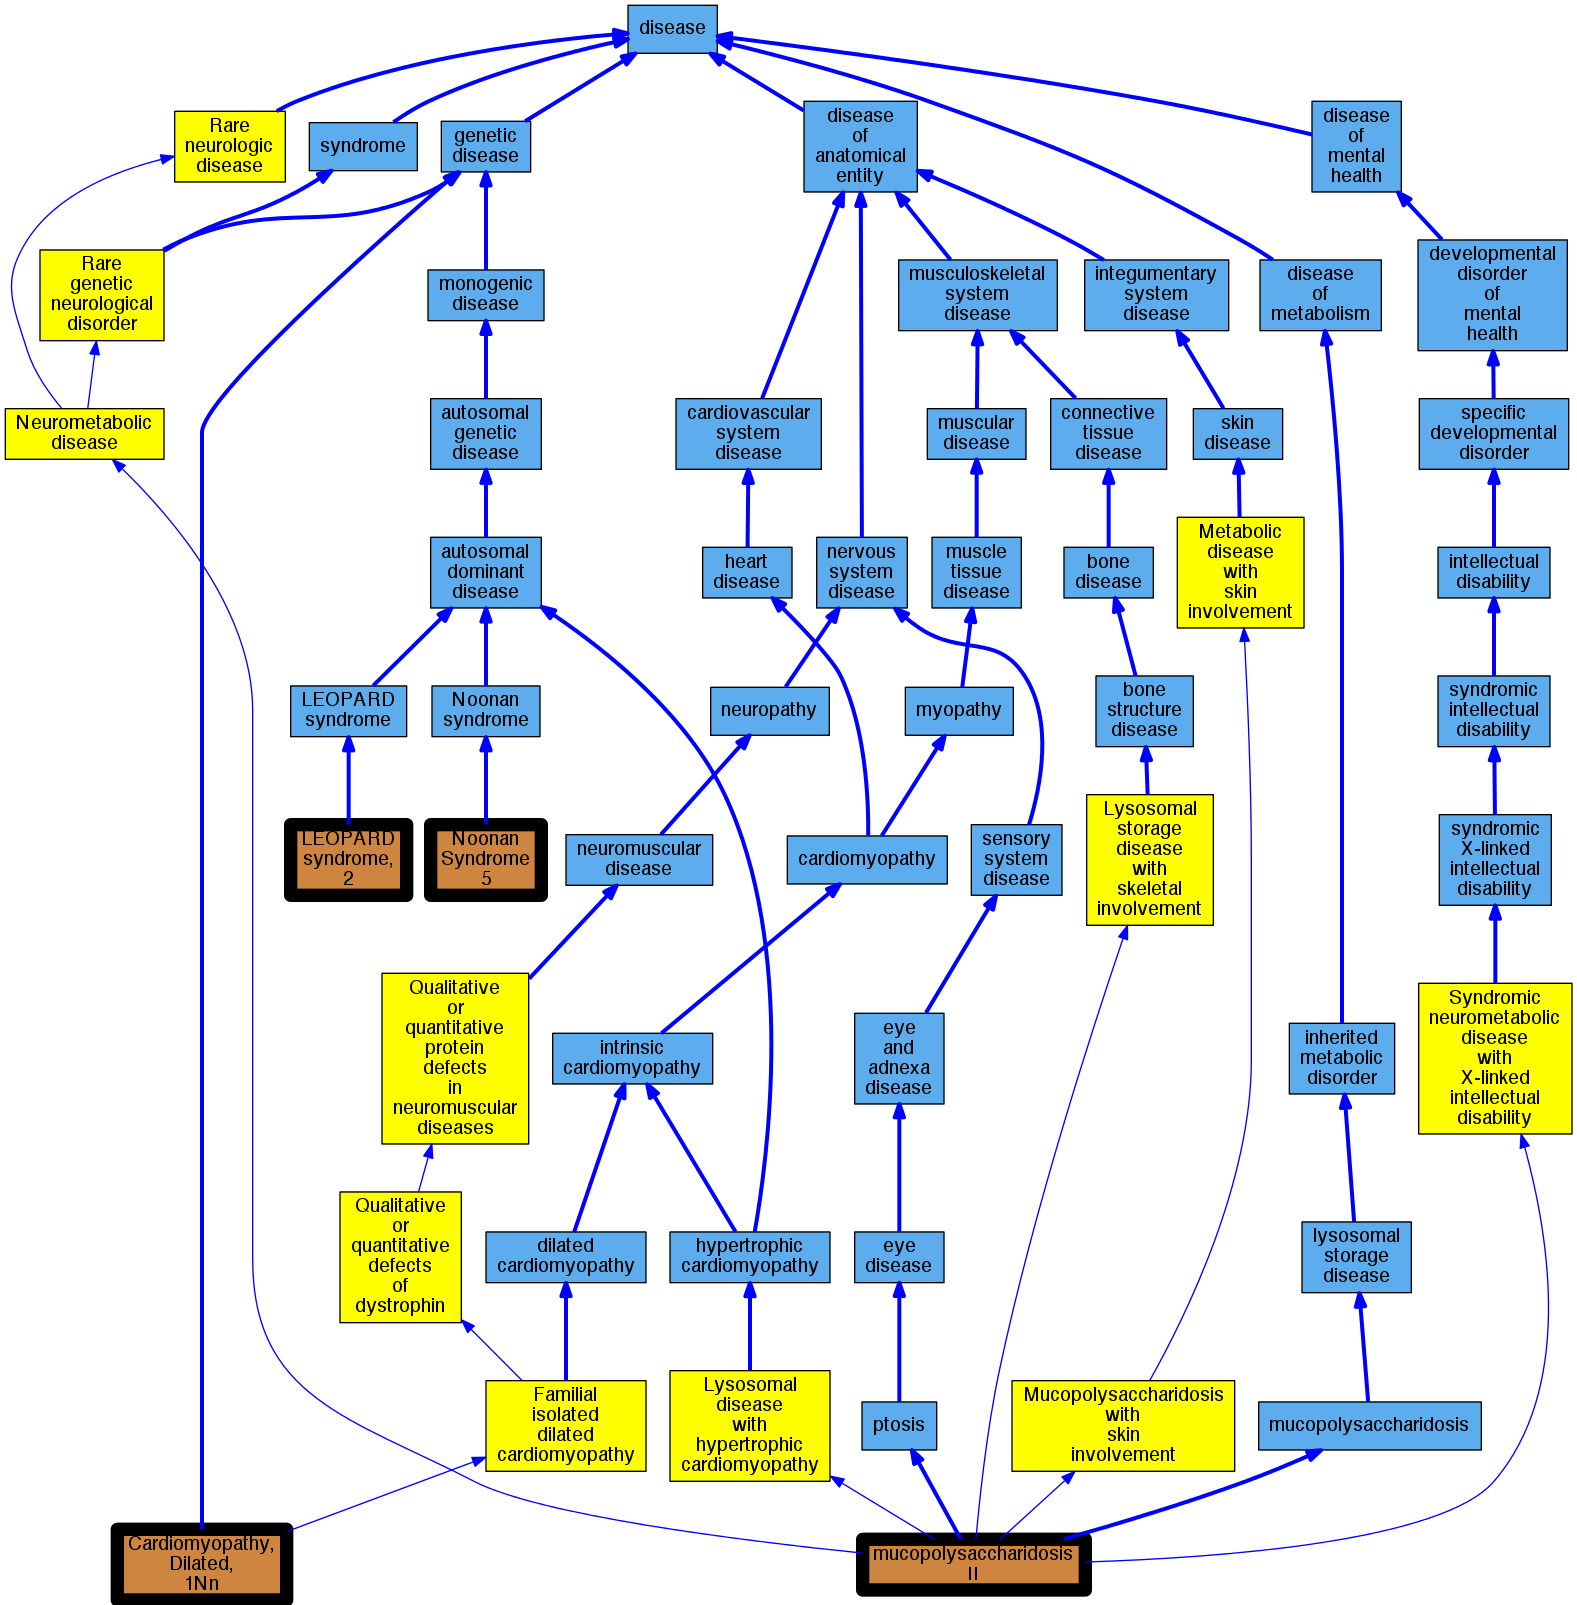 disease
Rare
neurologic
disease
syndrome
genetic
disease
disease
of
anatomical
entity
disease
of
mental
health
Rare
genetic
neurological
disorder
monogenic
disease
musculoskeletal
system
disease
integumentary
system
disease
disease
of
metabolism
developmental
disorder
of
mental
health
Neurometabolic
disease
autosomal
genetic
disease
cardiovascular
system
disease
muscular
disease
connective
tissue
disease
skin
disease
specific
developmental
disorder
autosomal
dominant
disease
heart
disease
nervous
system
disease
muscle
tissue
disease
bone
disease
Metabolic
disease
with
skin
involvement
intellectual
disability
LEOPARD
syndrome
Noonan
syndrome
neuropathy
myopathy
bone
structure
disease
syndromic
intellectual
disability
LEOPARD
syndrome,
2
Noonan
Syndrome
5
neuromuscular
disease
cardiomyopathy
sensory
system
disease
Lysosomal
storage
disease
with
skeletal
involvement
syndromic
X-linked
intellectual
disability
Qualitative
or
quantitative
protein
defects
in
neuromuscular
diseases
intrinsic
cardiomyopathy
eye
and
adnexa
disease
inherited
metabolic
disorder
Syndromic
neurometabolic
disease
with
X-linked
intellectual
disability
Qualitative
or
quantitative
defects
of
dystrophin
dilated
cardiomyopathy
hypertrophic
cardiomyopathy
eye
disease
lysosomal
storage
disease
Familial
isolated
dilated
cardiomyopathy
Lysosomal
disease
with
hypertrophic
cardiomyopathy
ptosis
Mucopolysaccharidosis
with
skin
involvement
mucopolysaccharidosis
Cardiomyopathy,
Dilated,
1Nn
mucopolysaccharidosis
II